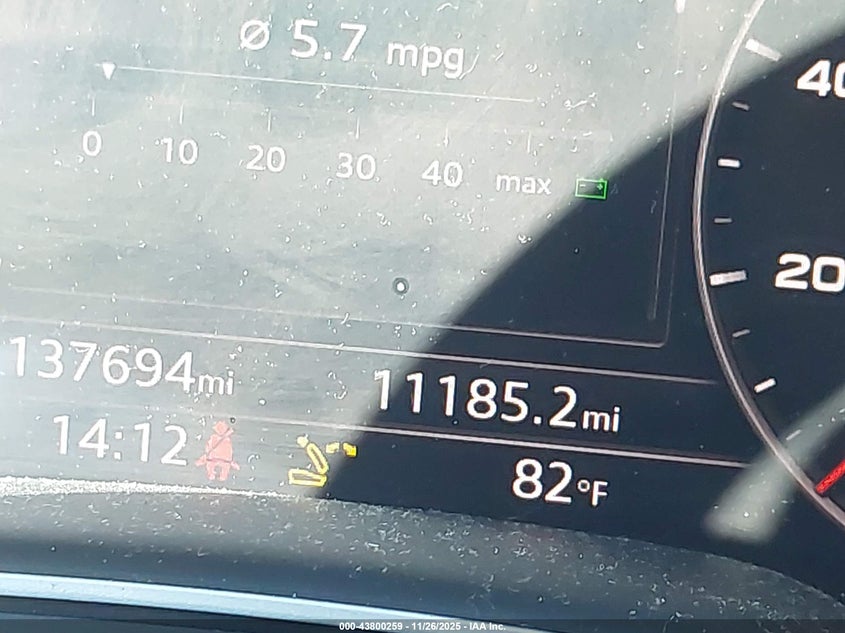 Ø 5.7 mpg
0 10 20 30 40 max
40
20
137694mi 11185.2mi
14:12 82°F
000-43800259 - 11/26/2025 - IAA Inc.